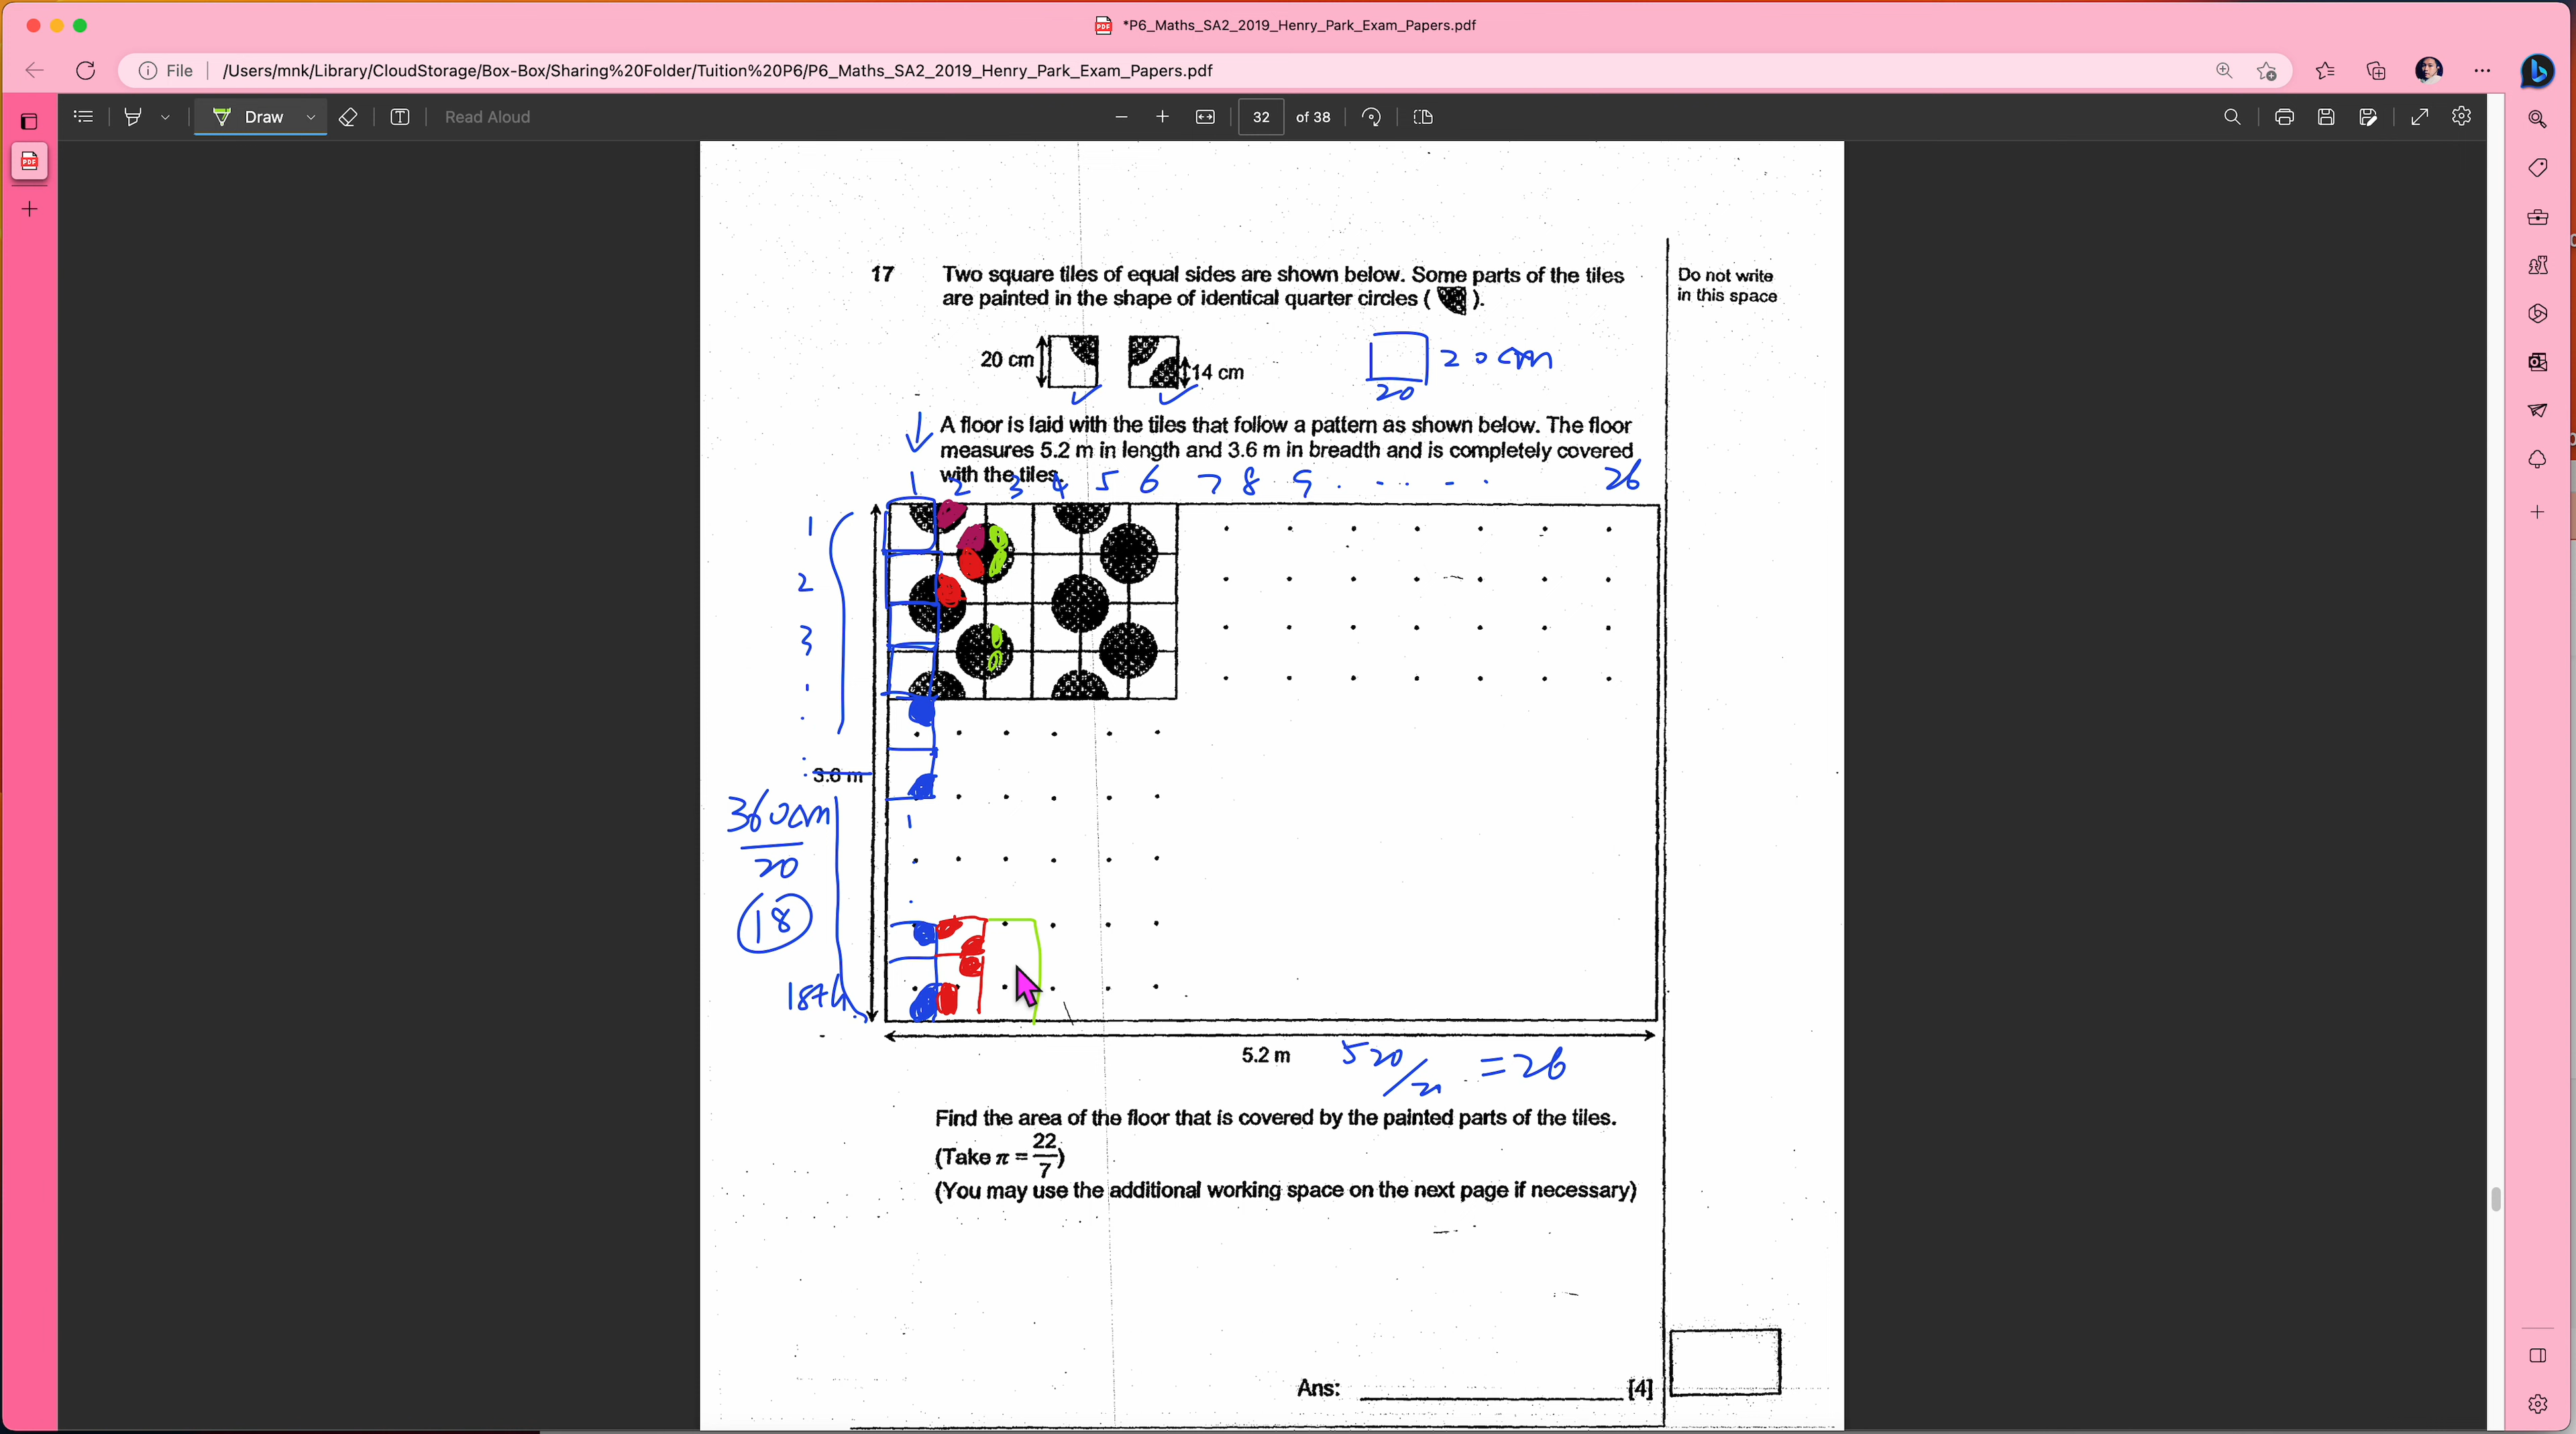 *P6_Maths_SA2_2019_Henry_Park_Exam_Papers.pdf
File /Users/mnk/Library/CloudStorage/Box-Box/Sharing%20Folder/Tuition%20P6/P6_Maths_SA2_2019_Henry_Park_Exam_Papers.pdf
Draw Read Aloud 32 of 38
17 Two square tiles of equal sides are shown below. Some parts of the tiles
are painted in the shape of identical quarter circles ( ).
Do not write
in this space
20 cm 14 cm
20 cm
20
A floor is laid with the tiles that follow a pattern as shown below. The floor
measures 5.2 m in length and 3.6 m in breadth and is completely covered
with the tiles.
1 2 3 4 5 6 7 8 9 . . . . . . 26
1
2
3
3.6 m
360cm
20
18
18th
5.2 m 520/20 = 26
Find the area of the floor that is covered by the painted parts of the tiles.
(Take π = 22/7)
(You may use the additional working space on the next page if necessary)
Ans: [4]